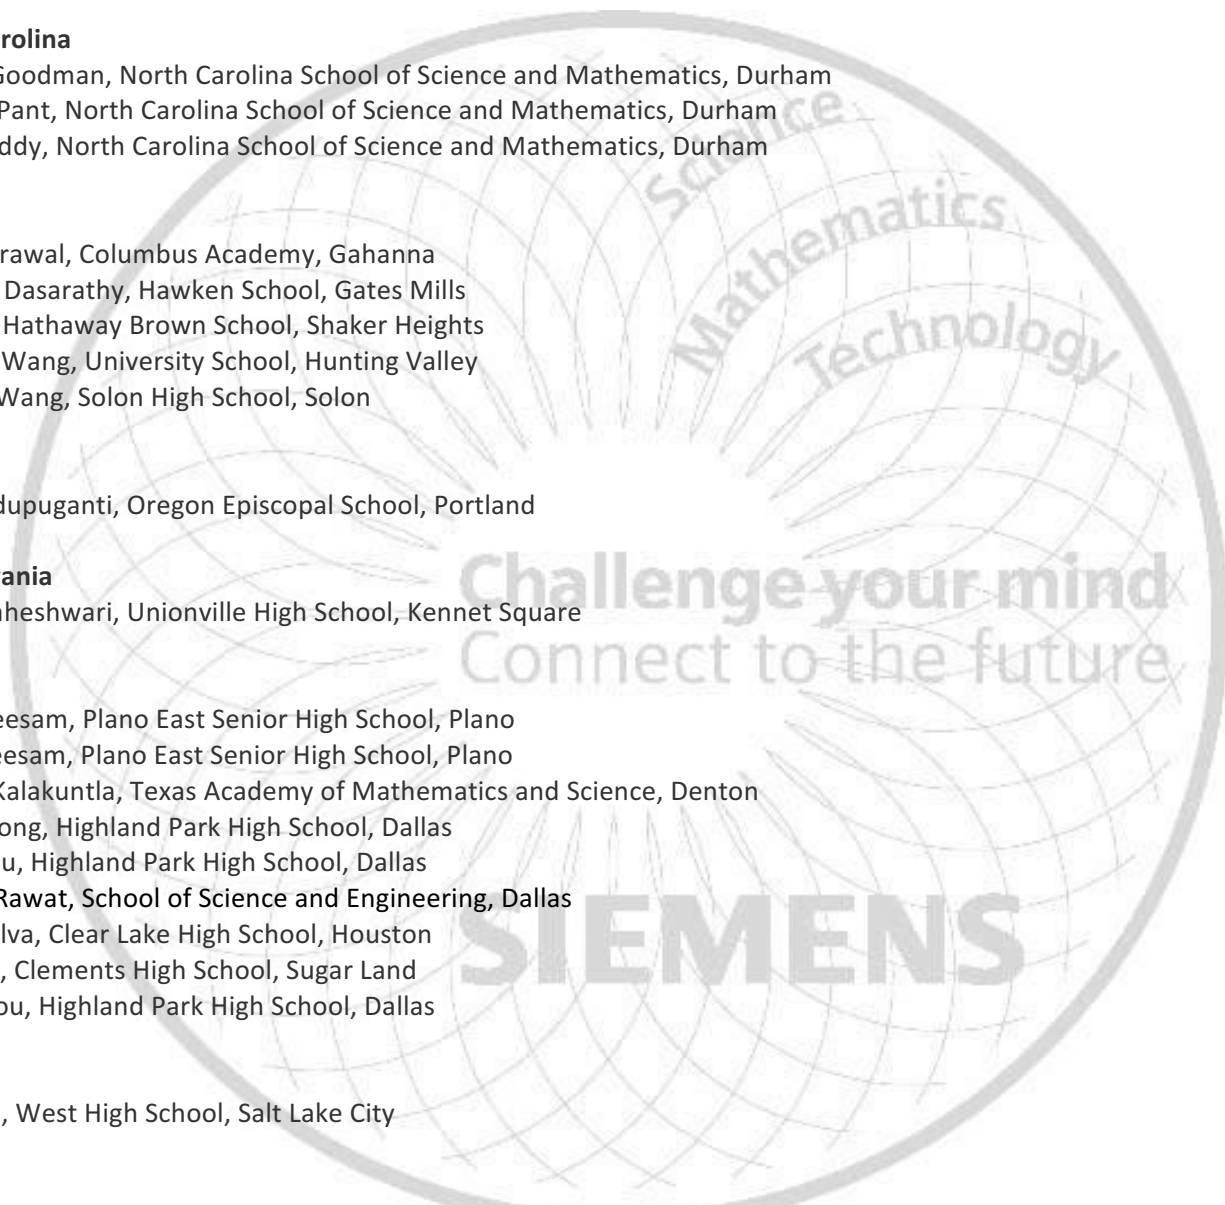 rolina
Goodman, North Carolina School of Science and Mathematics, Durham
Pant, North Carolina School of Science and Mathematics, Durham
ddy, North Carolina School of Science and Mathematics, Durham
rawal, Columbus Academy, Gahanna
Dasarathy, Hawken School, Gates Mills
Hathaway Brown School, Shaker Heights
Wang, University School, Hunting Valley
Wang, Solon High School, Solon
dupuganti, Oregon Episcopal School, Portland
ania
heshwari, Unionville High School, Kennet Square
eesam, Plano East Senior High School, Plano
eesam, Plano East Senior High School, Plano
Kalakuntla, Texas Academy of Mathematics and Science, Denton
ong, Highland Park High School, Dallas
u, Highland Park High School, Dallas
Rawat, School of Science and Engineering, Dallas
lva, Clear Lake High School, Houston
, Clements High School, Sugar Land
ou, Highland Park High School, Dallas
, West High School, Salt Lake City
Science
Mathematics
Technology
Challenge your mind
Connect to the future
SIEMENS